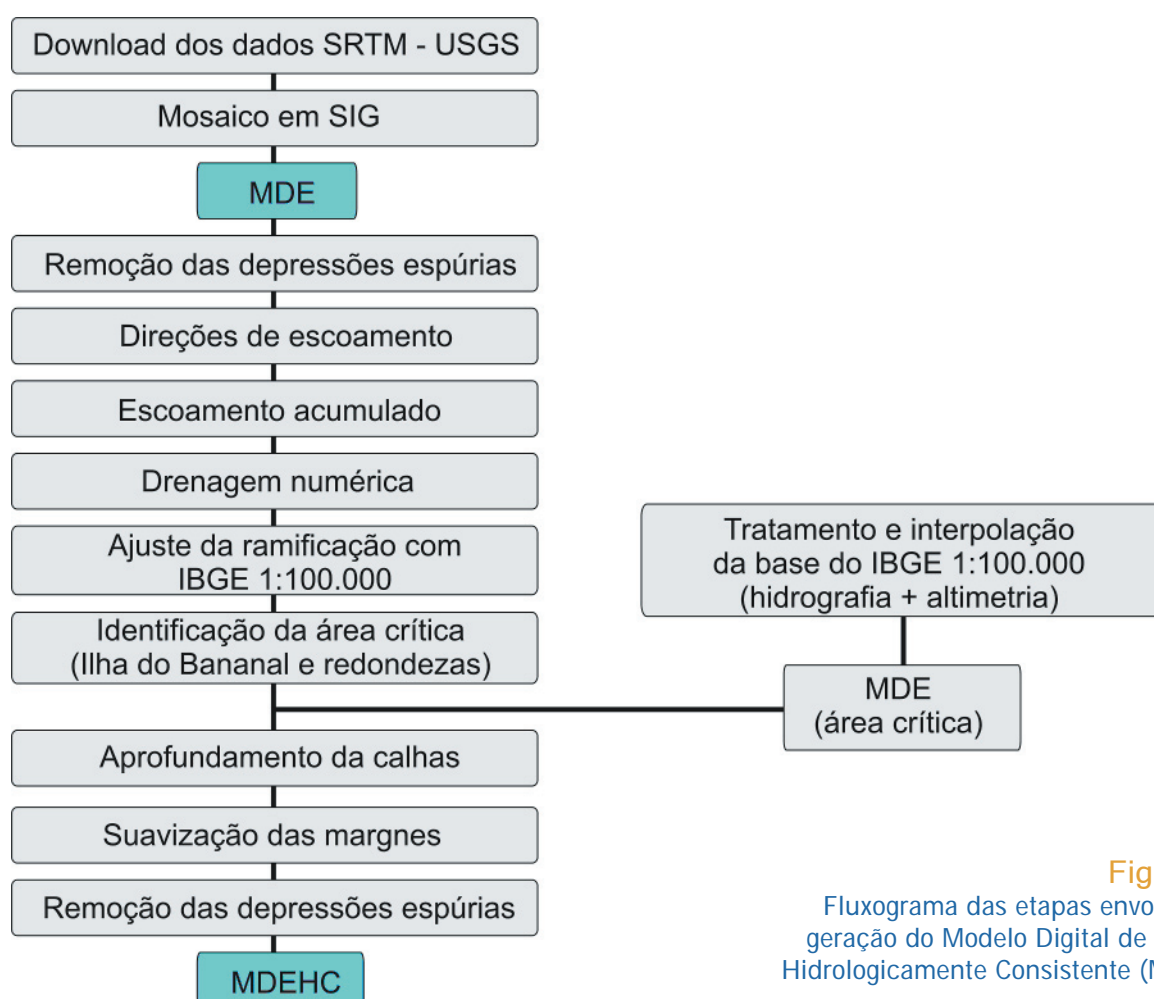 Download dos dados SRTM - USGS
Mosaico em SIG
MDE
Remoção das depressões espúrias
Direções de escoamento
Escoamento acumulado
Drenagem numérica
Ajuste da ramificação com
IBGE 1:100.000
Identificação da área crítica
(Ilha do Bananal e redondezas)
Tratamento e interpolação
da base do IBGE 1:100.000
(hidrografia + altimetria)
MDE
(área crítica)
Aprofundamento da calhas
Suavização das margnes
Remoção das depressões espúrias
MDEHC
Fig
Fluxograma das etapas envo
geração do Modelo Digital de
Hidrologicamente Consistente (M